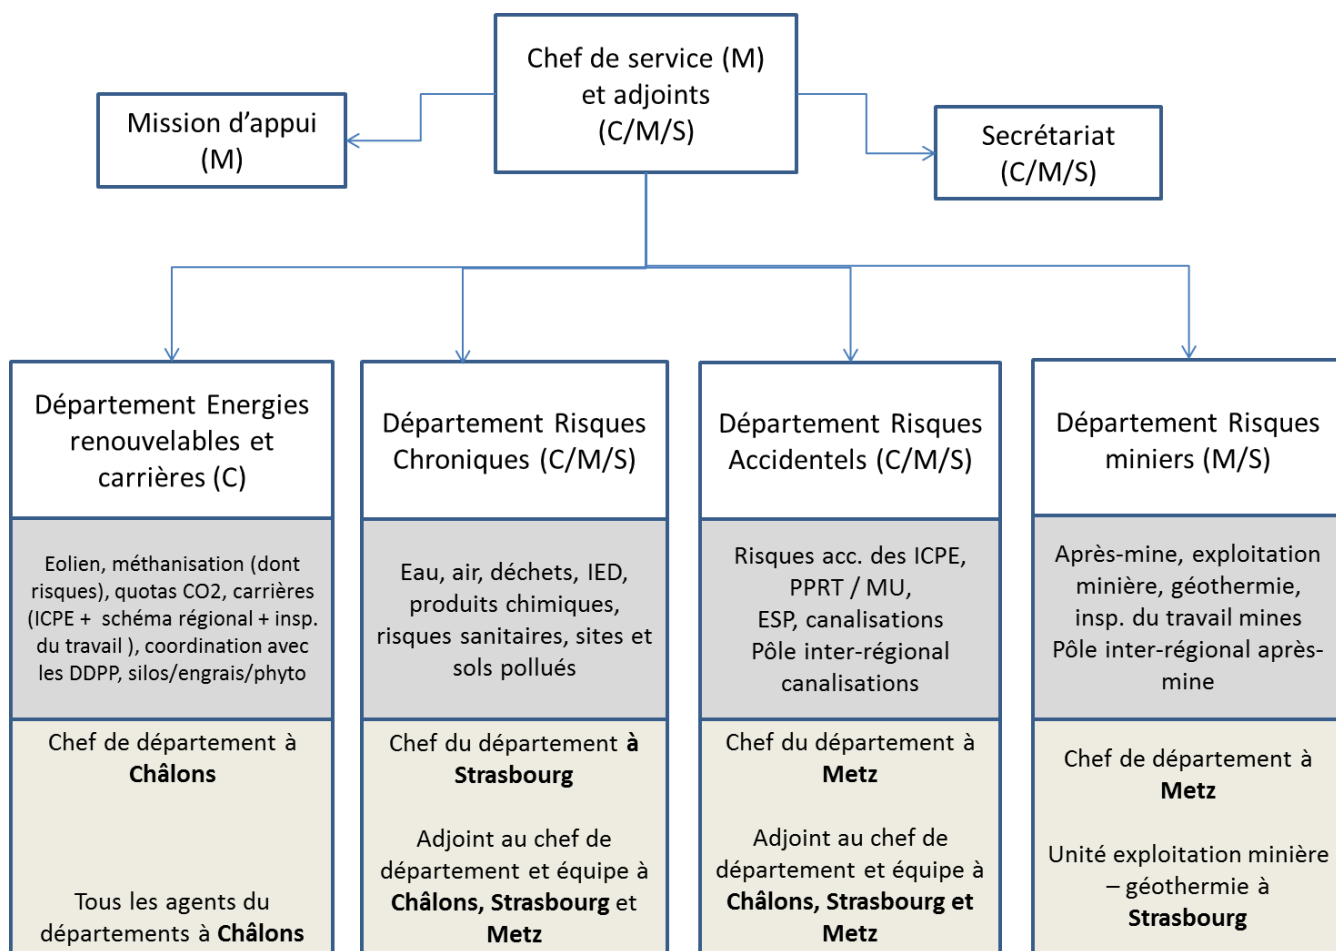 Chef de service (M)
et adjoints
(C/M/S)
Mission d’appui
(M)
Secrétariat
(C/M/S)
Département Energies
renouvelables et
carrières (C)
Eolien, méthanisation (dont
risques), quotas CO2, carrières
(ICPE + schéma régional + insp.
du travail ), coordination avec
les DDPP, silos/engrais/phyto
Chef de département à
Châlons
Tous les agents du
départements à Châlons
Département Risques
Chroniques (C/M/S)
Eau, air, déchets, IED,
produits chimiques,
risques sanitaires, sites et
sols pollués
Chef du département à
Strasbourg
Adjoint au chef de
département et équipe à
Châlons, Strasbourg et
Metz
Département Risques
Accidentels (C/M/S)
Risques acc. des ICPE,
PPRT / MU,
ESP, canalisations
Pôle inter-régional
canalisations
Chef du département à
Metz
Adjoint au chef de
département et équipe à
Châlons, Strasbourg et
Metz
Département Risques
miniers (M/S)
Après-mine, exploitation
minière, géothermie,
insp. du travail mines
Pôle inter-régional après-
mine
Chef de département à
Metz
Unité exploitation minière
– géothermie à
Strasbourg